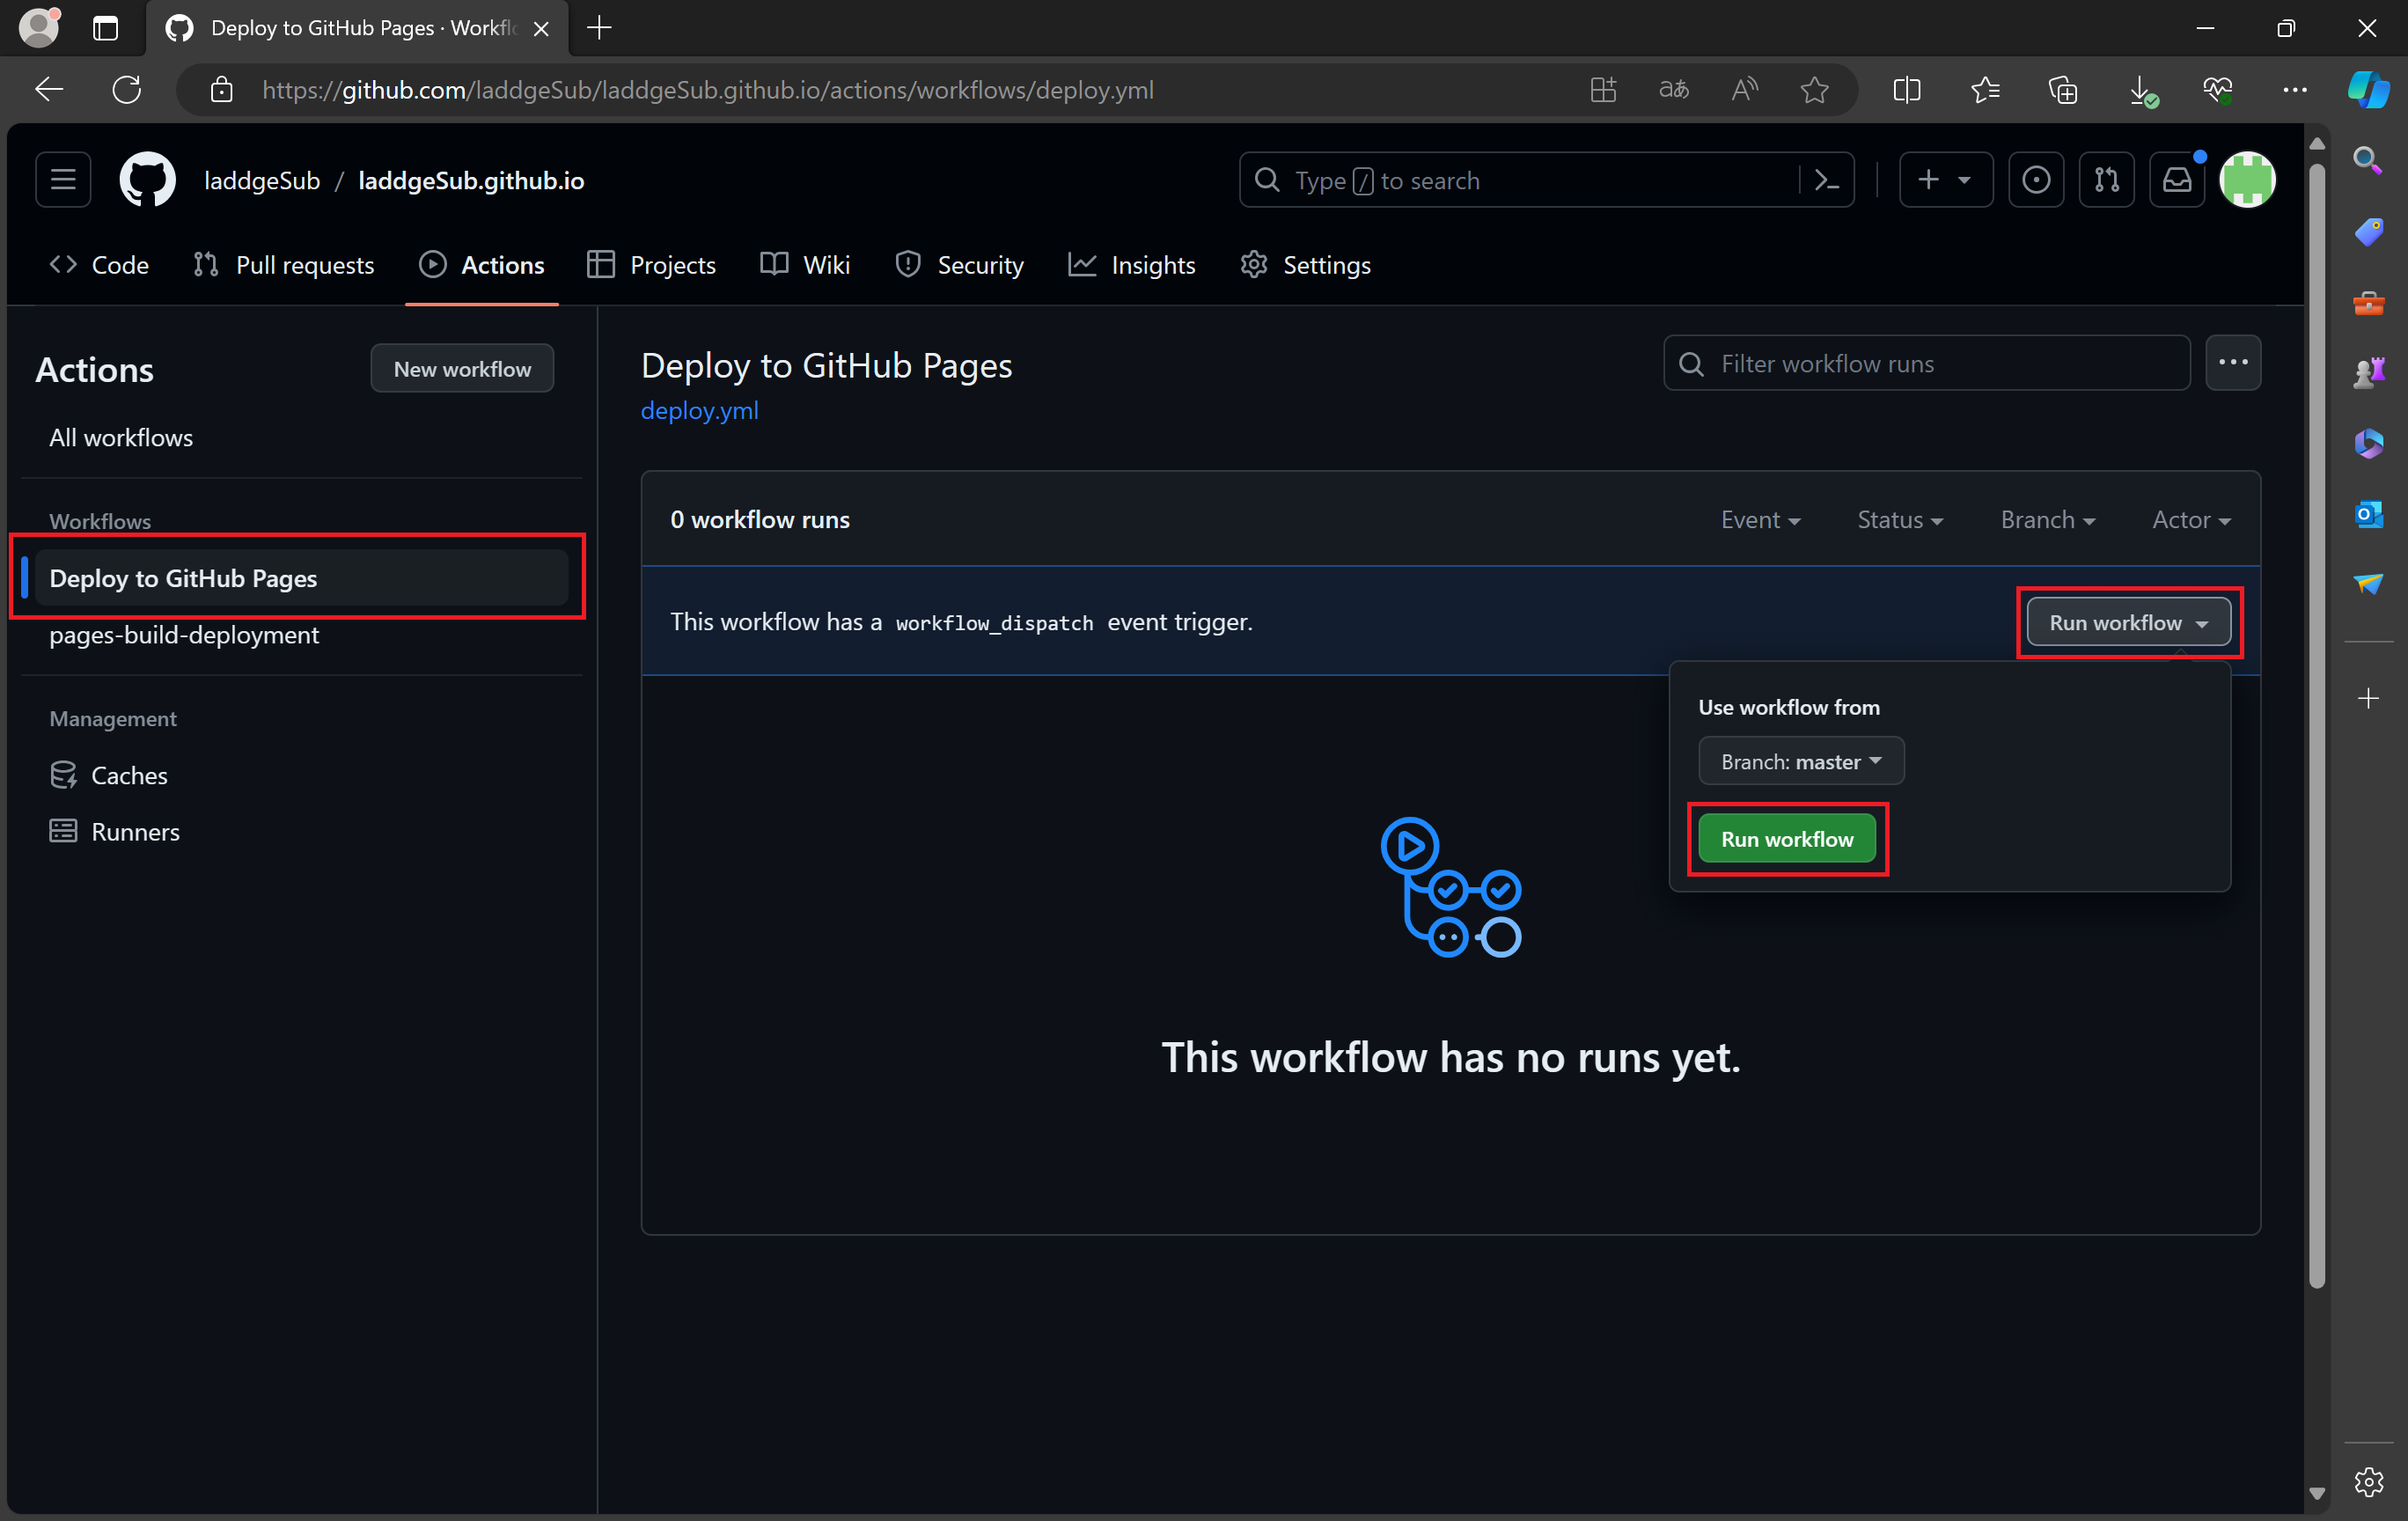 Deploy to GitHub Pages · Workfl
https://github.com/laddgeSub/laddgeSub.github.io/actions/workflows/deploy.yml
laddgeSub / laddgeSub.github.io
Type / to search
Code Pull requests Actions Projects Wiki Security Insights Settings
Actions
New workflow
All workflows
Workflows
Deploy to GitHub Pages
pages-build-deployment
Management
Caches
Runners
Deploy to GitHub Pages
deploy.yml
Filter workflow runs
0 workflow runs
Event Status Branch Actor
This workflow has a workflow_dispatch event trigger.
Run workflow
Use workflow from
Branch: master
Run workflow
This workflow has no runs yet.